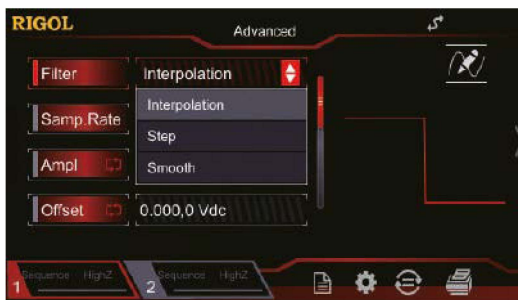 RIGOL
Advanced
Filter
Interpolation
Interpolation
Samp.Rate
Step
Ampl
Smooth
Offset
0.000,0 Vdc
1 Sequence HighZ
2 Sequence HighZ